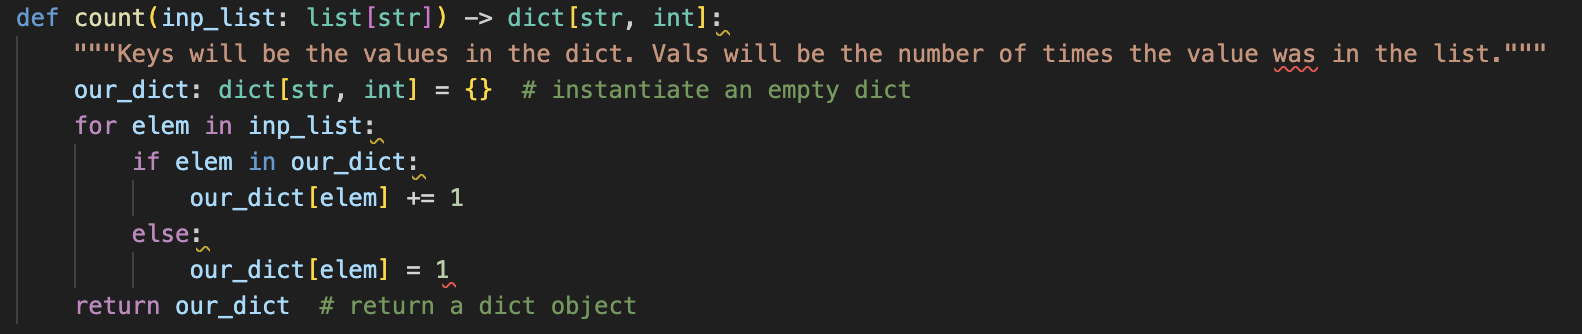 def count(inp_list: list[str]) -> dict[str, int]:
    """Keys will be the values in the dict. Vals will be the number of times the value was in the list."""
    our_dict: dict[str, int] = {}  # instantiate an empty dict
    for elem in inp_list:
        if elem in our_dict:
            our_dict[elem] += 1
        else:
            our_dict[elem] = 1
    return our_dict  # return a dict object